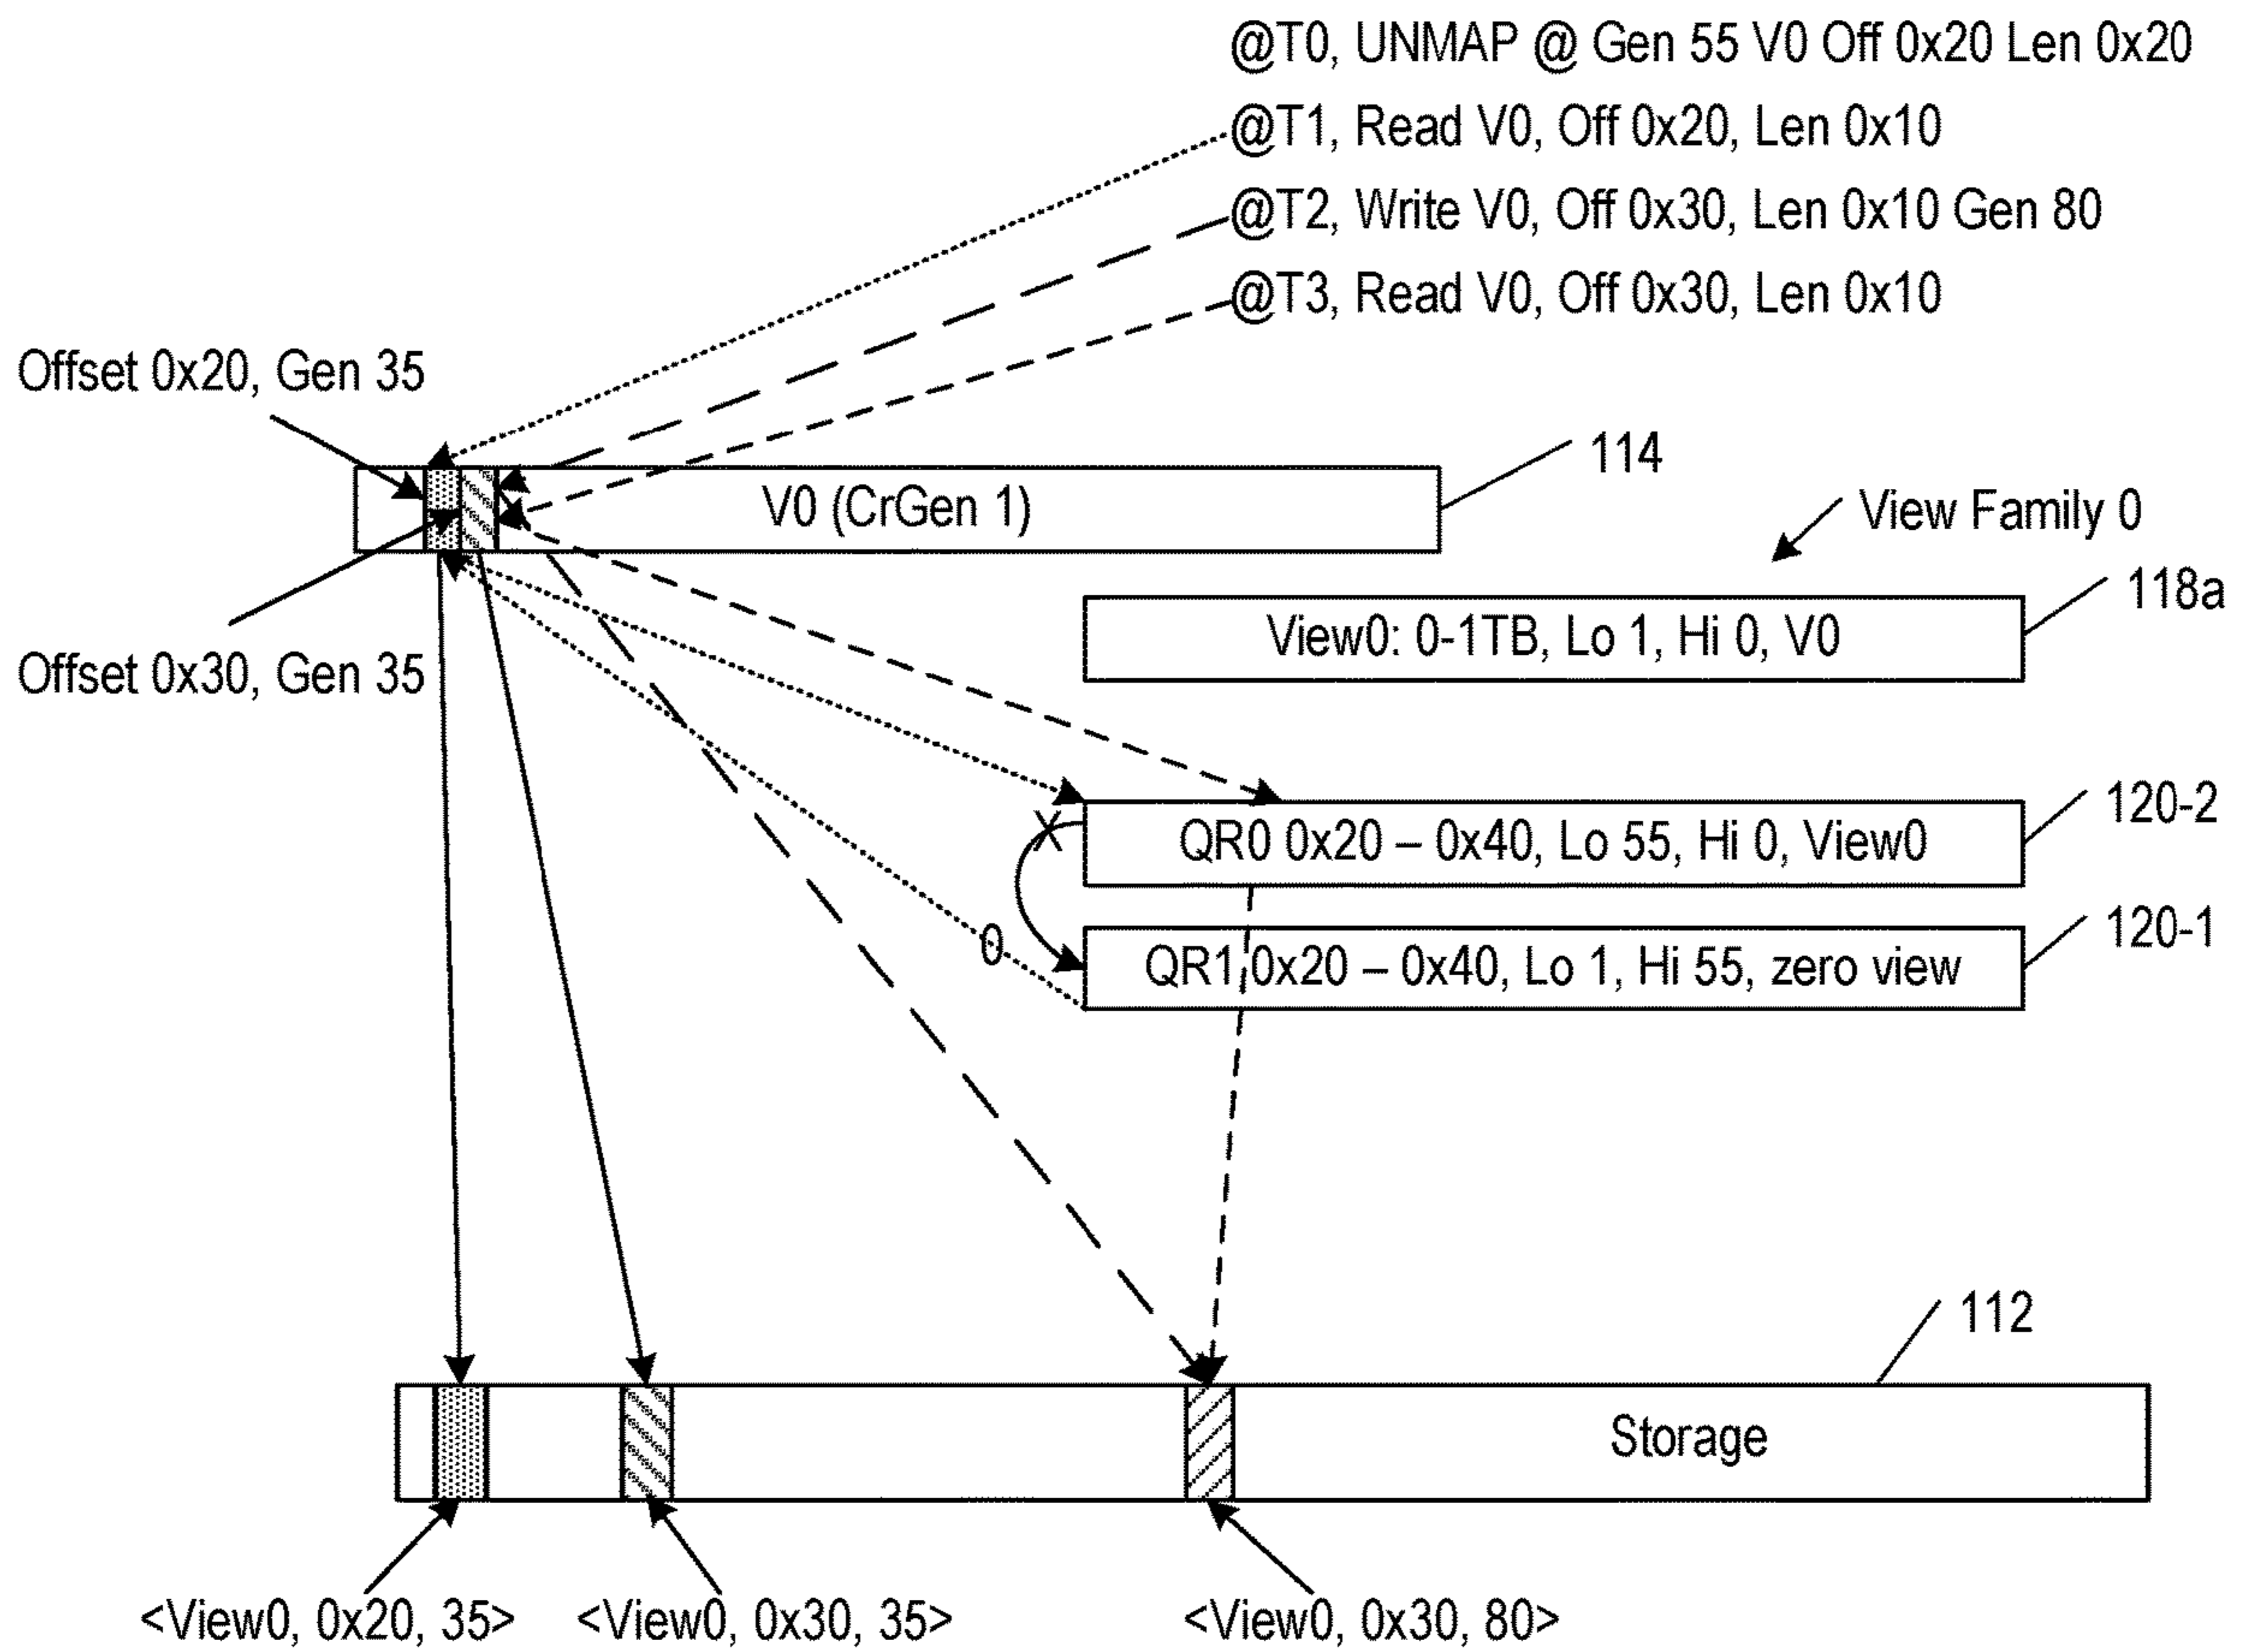 @T0, UNMAP @ Gen 55 V0 Off 0x20 Len 0x20
@T1, Read V0, Off 0x20, Len 0x10
@T2, Write V0, Off 0x30, Len 0x10 Gen 80
@T3, Read V0, Off 0x30, Len 0x10
Offset 0x20, Gen 35
114
V0 (CrGen 1)
View Family 0
118a
View0: 0-1TB, Lo 1, Hi 0, V0
Offset 0x30, Gen 35
120-2
X
QR0 0x20 – 0x40, Lo 55, Hi 0, View0
120-1
0
QR1 0x20 – 0x40, Lo 1, Hi 55, zero view
112
Storage
<View0, 0x20, 35>
<View0, 0x30, 35>
<View0, 0x30, 80>